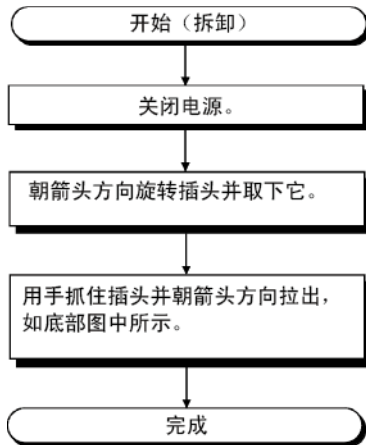 开始（拆卸）
关闭电源。
朝箭头方向旋转插头并取下它。
用手抓住插头并朝箭头方向拉出，
如底部图中所示。
完成